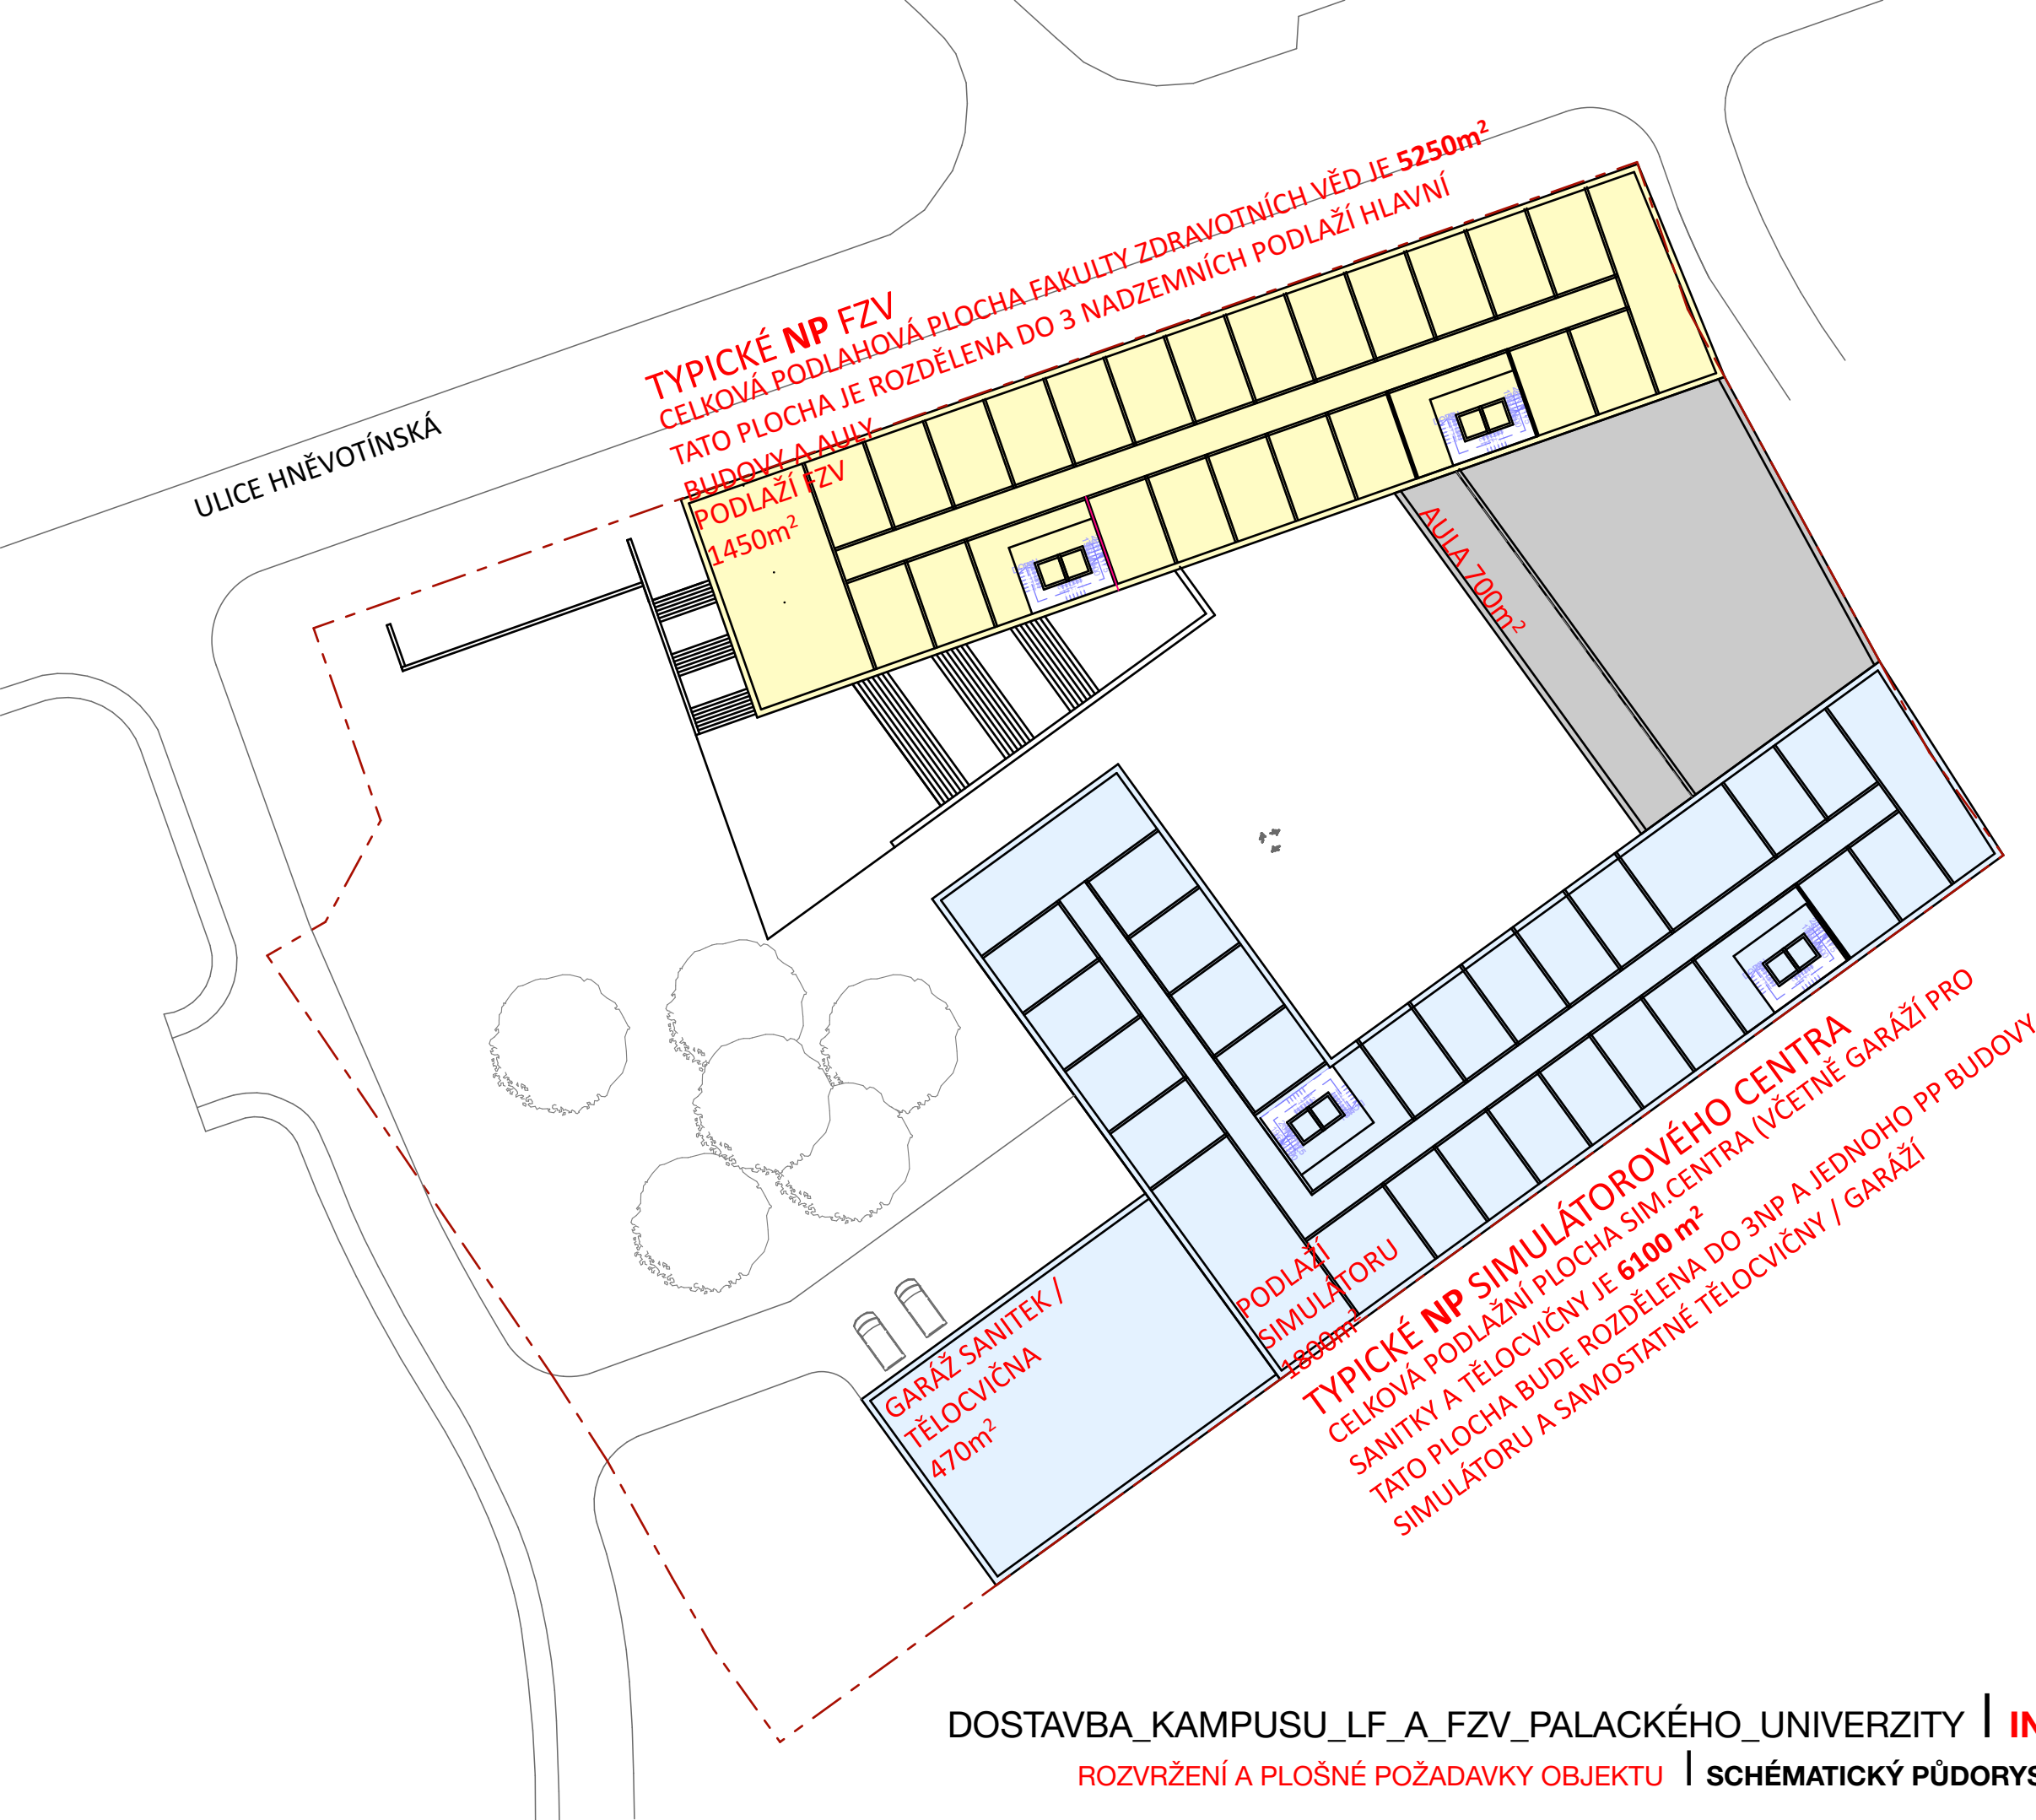 ULICE HNĚVOTÍNSKÁ
TYPICKÉ NP FZV
CELKOVÁ PODLAHOVÁ PLOCHA FAKULTY ZDRAVOTNÍCH VĚD JE 5250m²
TATO PLOCHA JE ROZDĚLENA DO 3 NADZEMNÍCH PODLAŽÍ HLAVNÍ
BUDOVY A AULY
PODLAŽÍ FZV
1450m²
AULA 700m²
GARÁŽ SANITEK /
TĚLOCVIČNA
470m²
PODLAŽÍ
SIMULÁTORU
1800m²
TYPICKÉ NP SIMULÁTOROVÉHO CENTRA
CELKOVÁ PODLAŽNÍ PLOCHA SIM.CENTRA (VČETNĚ GARÁŽÍ PRO
SANITKY A TĚLOCVIČNY JE 6100 m²
TATO PLOCHA BUDE ROZDĚLENA DO 3NP A JEDNOHO PP BUDOVY
SIMULÁTORU A SAMOSTATNÉ TĚLOCVIČNY / GARÁŽÍ
DOSTAVBA_KAMPUSU_LF_A_FZV_PALACKÉHO_UNIVERZITY | IN
ROZVRŽENÍ A PLOŠNÉ POŽADAVKY OBJEKTU | SCHÉMATICKÝ PŮDORYS